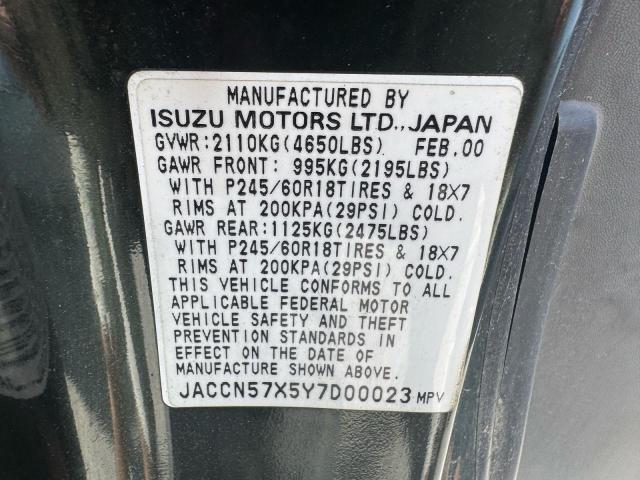 MANUFACTURED BY
ISUZU MOTORS LTD., JAPAN
GVWR:2110KG(4650LBS) FEB.00
GAWR FRONT: 995KG(2195LBS)
WITH P245/60R18TIRES & 18X7
RIMS AT 200KPA(29PSI) COLD.
GAWR REAR:1125KG(2475LBS)
WITH P245/60R18TIRES & 18X7
RIMS AT 200KPA(29PSI) COLD.
THIS VEHICLE CONFORMS TO ALL
APPLICABLE FEDERAL MOTOR
VEHICLE SAFETY AND THEFT
PREVENTION STANDARDS IN
EFFECT ON THE DATE OF
MANUFACTURE SHOWN ABOVE.
JACCN57X5Y7D00023 MPV